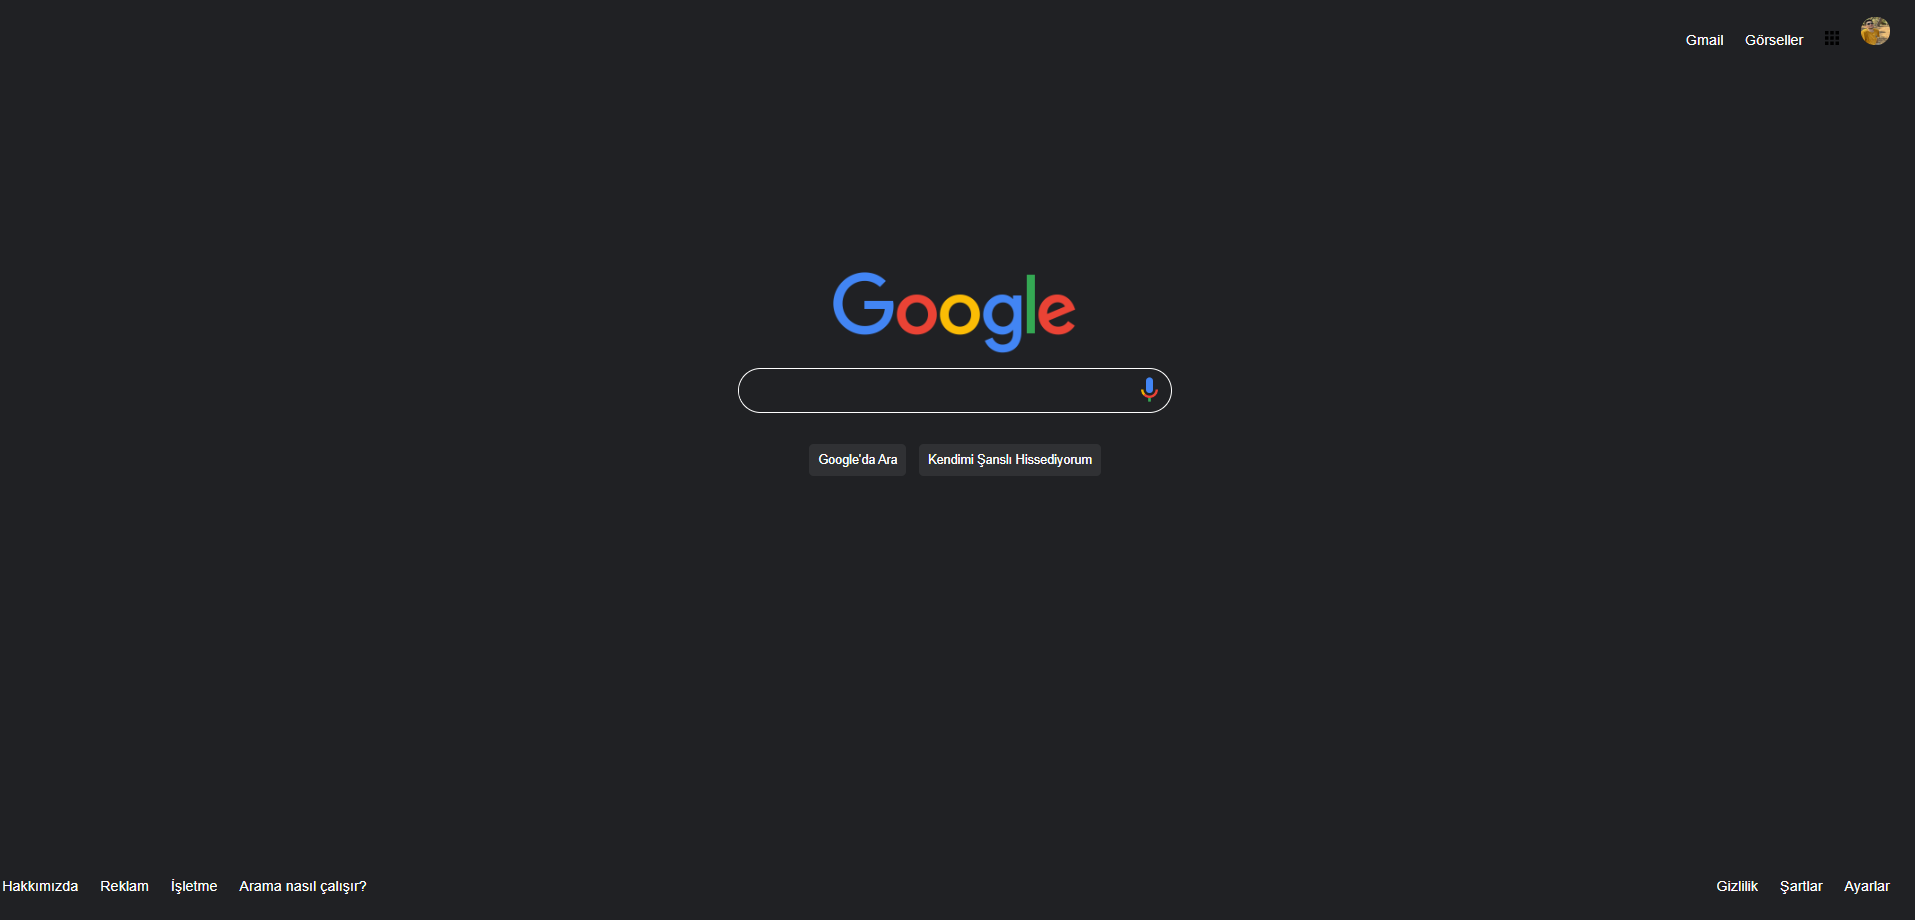 Gmail Görseller
Google
Google'da Ara Kendimi Şanslı Hissediyorum
Hakkımızda Reklam İşletme Arama nasıl çalışır? Gizlilik Şartlar Ayarlar